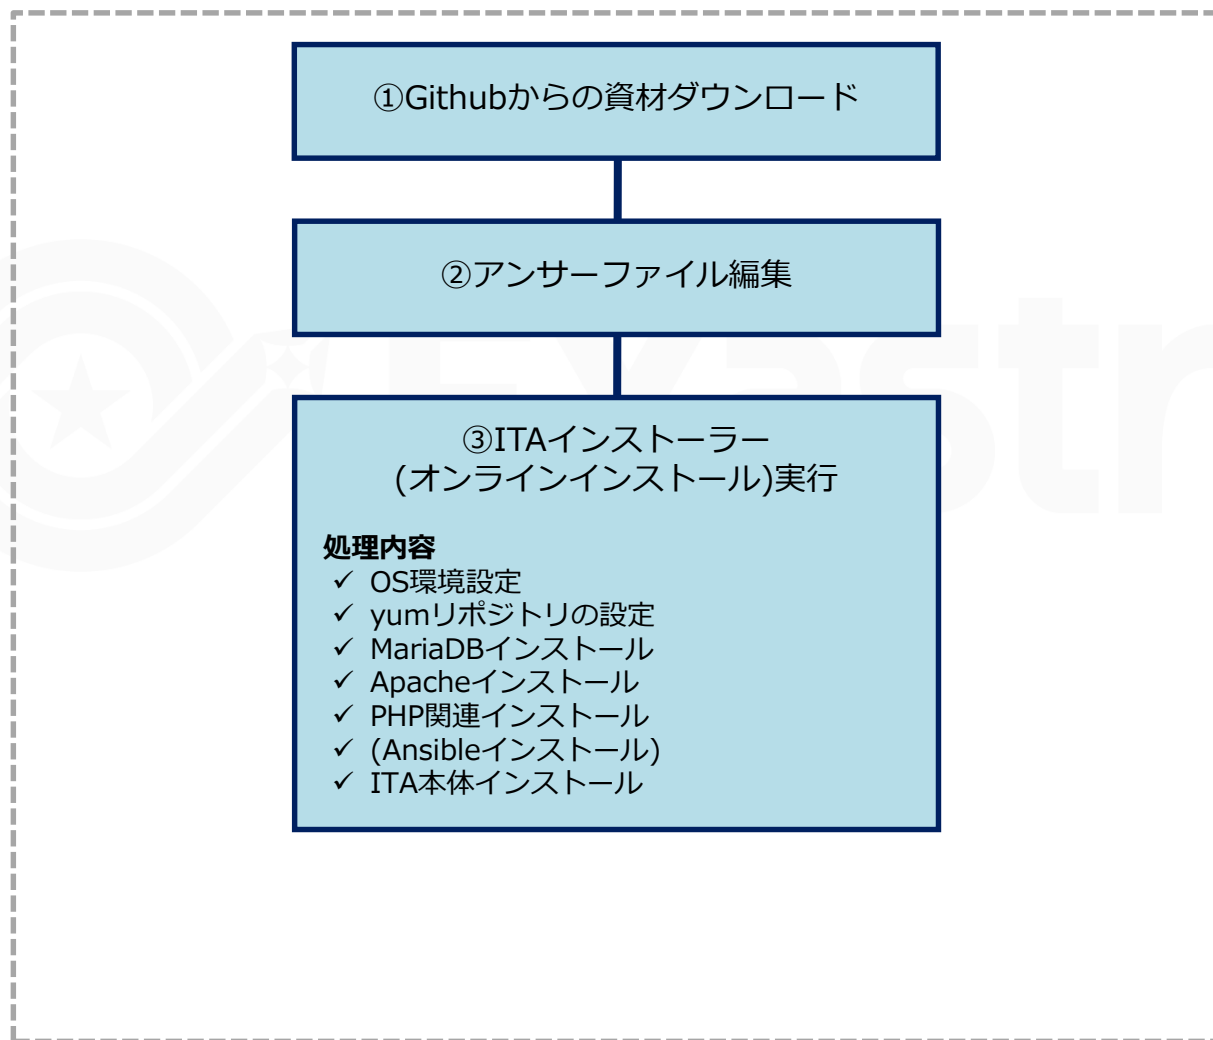 ①Githubからの資材ダウンロード
②アンサーファイル編集
③ITAインストーラー
(オンラインインストール)実行
処理内容
✓ OS環境設定
✓ yumリポジトリの設定
✓ MariaDBインストール
✓ Apacheインストール
✓ PHP関連インストール
✓ (Ansibleインストール)
✓ ITA本体インストール